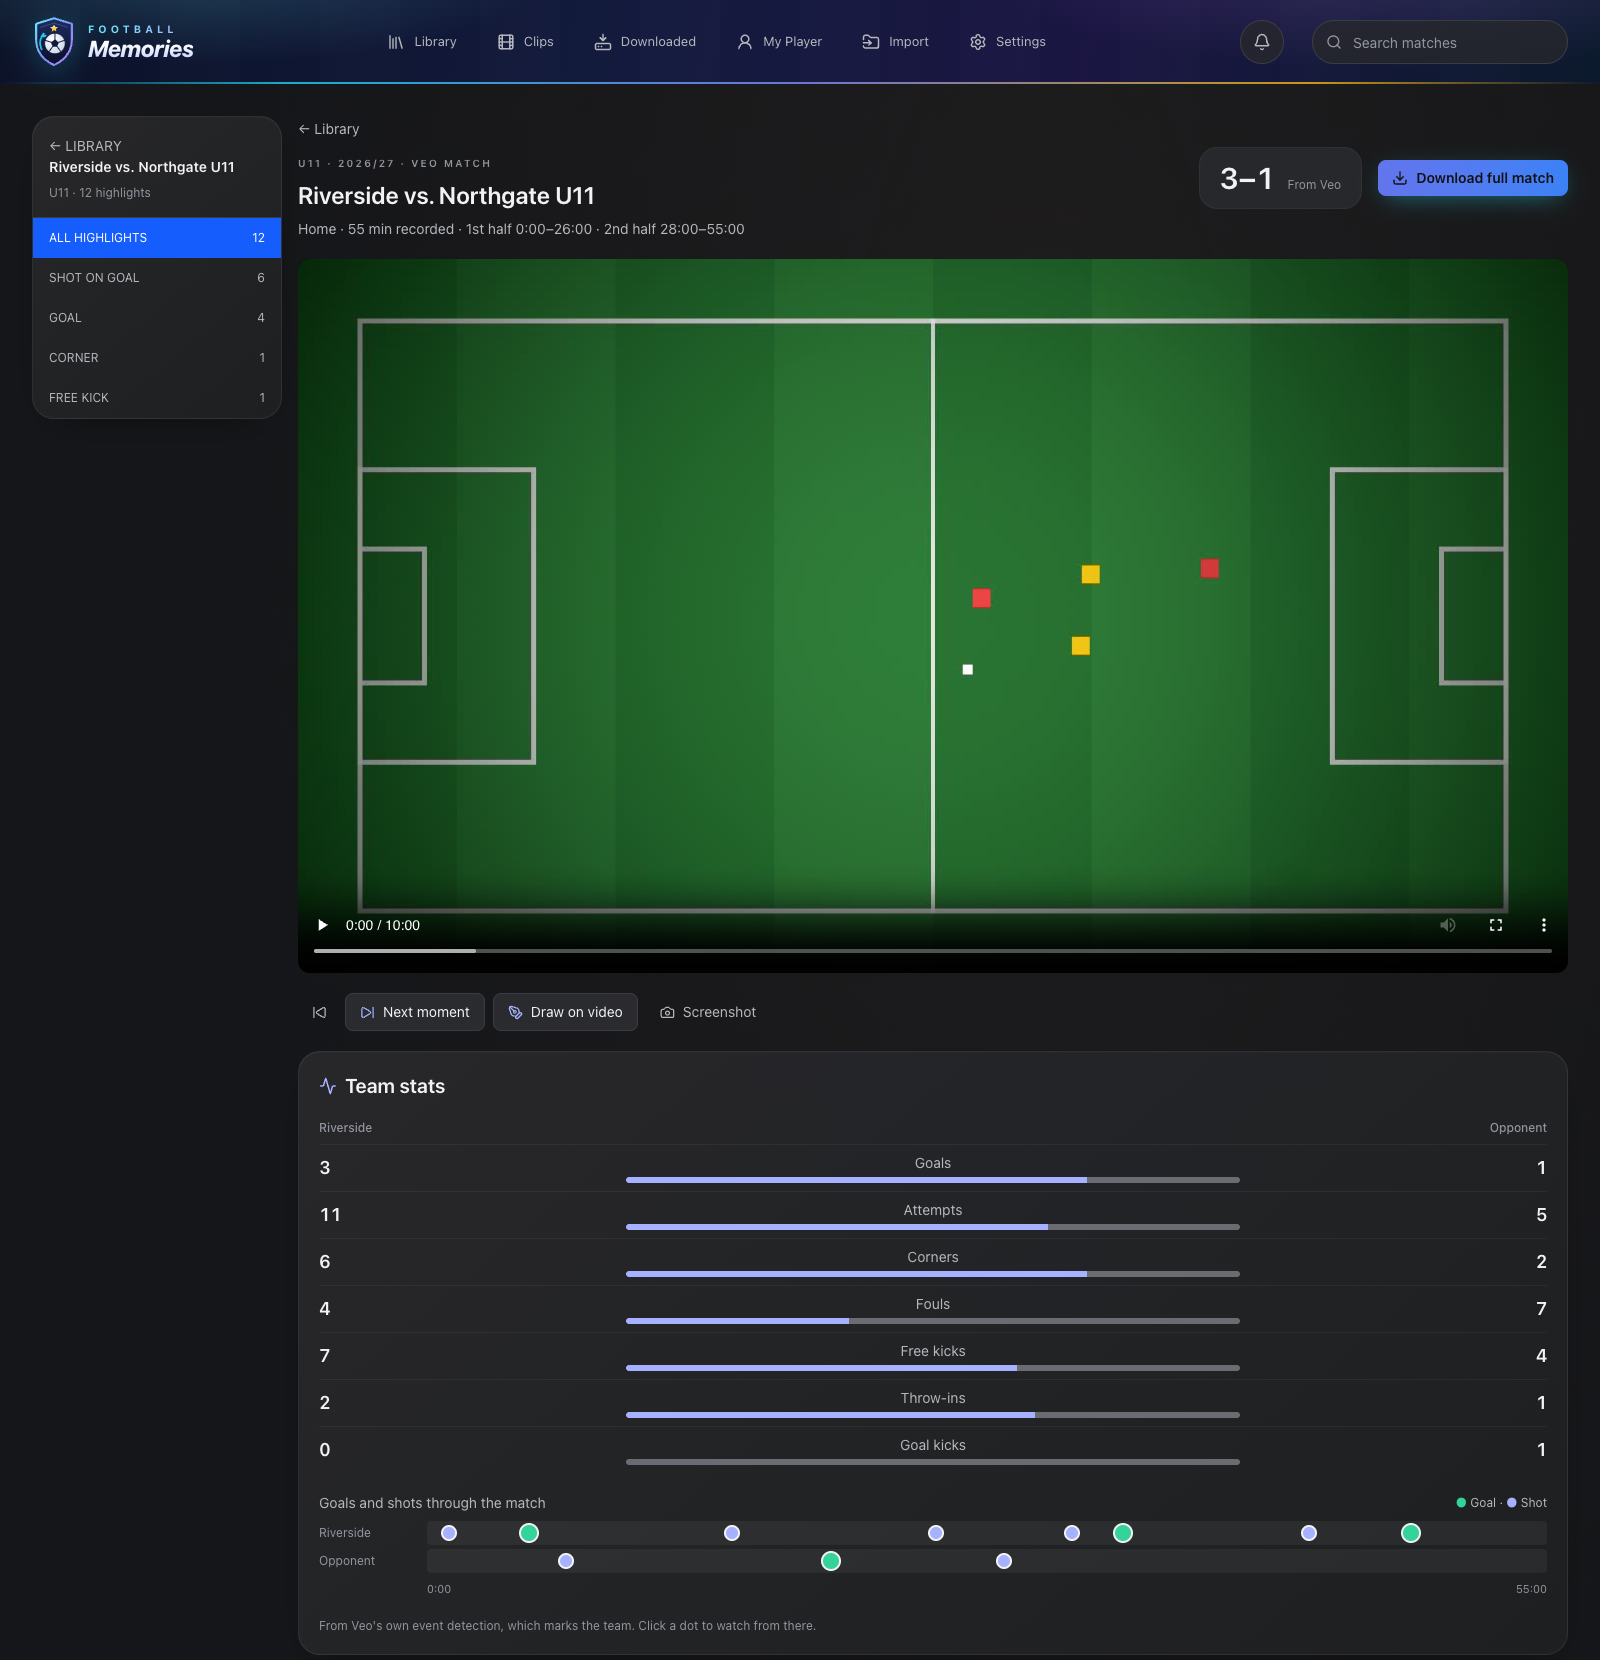 FOOTBALL
Memories
Library
Clips
Downloaded
My Player
Import
Settings
Search matches
← LIBRARY
Riverside vs. Northgate U11
U11 · 12 highlights
ALL HIGHLIGHTS 12
SHOT ON GOAL 6
GOAL 4
CORNER 1
FREE KICK 1
← Library
U11 · 2026/27 · VEO MATCH
Riverside vs. Northgate U11
Home · 55 min recorded · 1st half 0:00–26:00 · 2nd half 28:00–55:00
3–1 From Veo
Download full match
0:00 / 10:00
Next moment
Draw on video
Screenshot
Team stats
Riverside Opponent
3 Goals 1
11 Attempts 5
6 Corners 2
4 Fouls 7
7 Free kicks 4
2 Throw-ins 1
0 Goal kicks 1
Goals and shots through the match
Goal · Shot
Riverside
Opponent
0:00 55:00
From Veo's own event detection, which marks the team. Click a dot to watch from there.